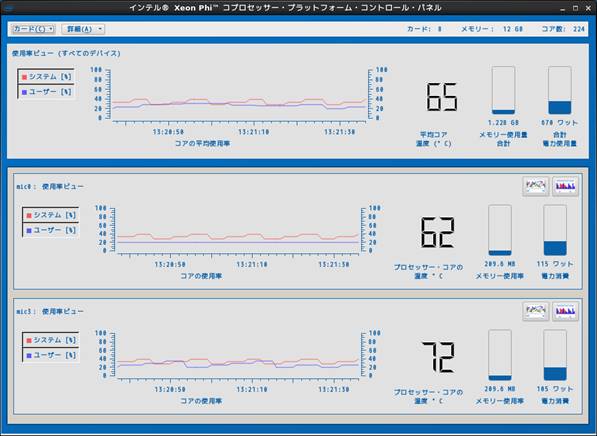 インテル® Xeon Phi™ コプロセッサー・プラットフォーム・コントロール・パネル
カード(C) 詳細(A) カード: 8 メモリー: 12 GB コア数: 224
使用率ビュー (すべてのデバイス)
システム [%]
ユーザー [%]
100
80
60
40
20
0
100
80
60
40
20
0
13:20:50 13:21:10 13:21:30
コアの平均使用率
65
平均コア
温度 (° C)
1.228 GB
メモリー使用量
合計
670 ワット
合計
電力使用量
mic0: 使用率ビュー
システム [%]
ユーザー [%]
100
80
60
40
20
0
100
80
60
40
20
0
13:20:50 13:21:10 13:21:30
コアの使用率
62
プロセッサー・コアの
温度 ° C
209.6 MB
メモリー使用率
115 ワット
電力消費
mic3: 使用率ビュー
システム [%]
ユーザー [%]
100
80
60
40
20
0
100
80
60
40
20
0
13:20:50 13:21:10 13:21:30
コアの使用率
72
プロセッサー・コアの
温度 ° C
209.6 MB
メモリー使用率
105 ワット
電力消費